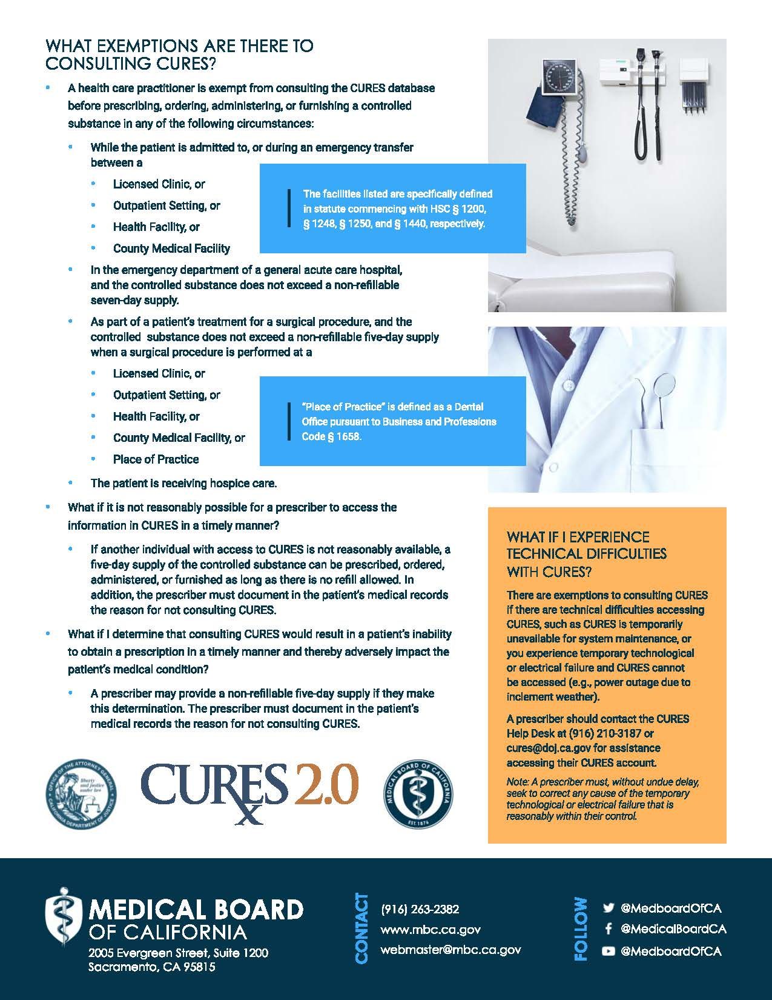 WHAT EXEMPTIONS ARE THERE TO
CONSULTING CURES?
• A health care practitioner is exempt from consulting the CURES database
before prescribing, ordering, administering, or furnishing a controlled
substance in any of the following circumstances:
• While the patient is admitted to, or during an emergency transfer
between a
• Licensed Clinic, or
• Outpatient Setting, or
• Health Facility, or
• County Medical Facility
The facilities listed are specifically defined
in statute commencing with HSC § 1200,
§ 1248, § 1250, and § 1440, respectively.
• In the emergency department of a general acute care hospital,
and the controlled substance does not exceed a non-refillable
seven-day supply.
• As part of a patient's treatment for a surgical procedure, and the
controlled substance does not exceed a non-refillable five-day supply
when a surgical procedure is performed at a
• Licensed Clinic, or
• Outpatient Setting, or
• Health Facility, or
• County Medical Facility, or
• Place of Practice
"Place of Practice" is defined as a Dental
Office pursuant to Business and Professions
Code § 1658.
• The patient is receiving hospice care.
• What if it is not reasonably possible for a prescriber to access the
information in CURES in a timely manner?
• If another individual with access to CURES is not reasonably available, a
five-day supply of the controlled substance can be prescribed, ordered,
administered, or furnished as long as there is no refill allowed. In
addition, the prescriber must document in the patient's medical records
the reason for not consulting CURES.
• What if I determine that consulting CURES would result in a patient's inability
to obtain a prescription in a timely manner and thereby adversely impact the
patient's medical condition?
• A prescriber may provide a non-refillable five-day supply if they make
this determination. The prescriber must document in the patient's
medical records the reason for not consulting CURES.
WHAT IF I EXPERIENCE
TECHNICAL DIFFICULTIES
WITH CURES?
There are exemptions to consulting CURES
if there are technical difficulties accessing
CURES, such as CURES is temporarily
unavailable for system maintenance, or
you experience temporary technological
or electrical failure and CURES cannot
be accessed (e.g., power outage due to
inclement weather).
A prescriber should contact the CURES
Help Desk at (916) 210-3187 or
cures@doj.ca.gov for assistance
accessing their CURES account.
Note: A prescriber must, without undue delay,
seek to correct any cause of the temporary
technological or electrical failure that is
reasonably within their control.
OFFICE OF THE ATTORNEY GENERAL
liberty
and justice
under law
CALIFORNIA DEPARTMENT OF JUSTICE
CURES 2.0
MEDICAL BOARD OF CALIFORNIA
EST. 1876
MEDICAL BOARD
OF CALIFORNIA
2005 Evergreen Street, Suite 1200
Sacramento, CA 95815
CONTACT
(916) 263-2382
www.mbc.ca.gov
webmaster@mbc.ca.gov
FOLLOW
@MedboardOfCA
@MedicalBoardCA
@MedboardOfCA